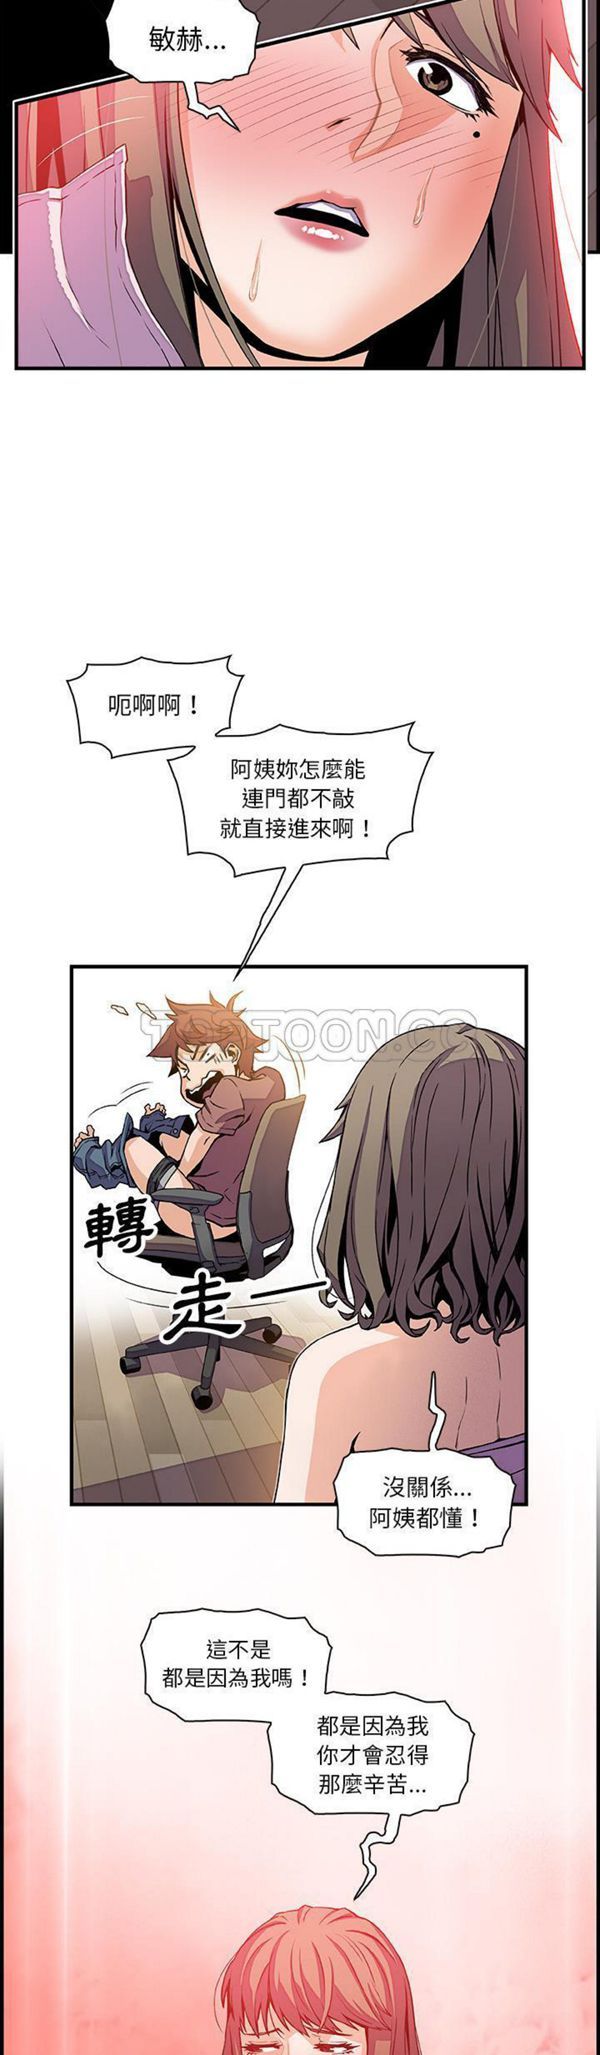 敏赫...
呃啊啊！
阿姨妳怎麼能
連門都不敲
就直接進來啊！
TOPTOON.CO
轉
走一
沒關係...
阿姨都懂！
這不是
都是因為我嗎！
都是因為我
你才會忍得
那麼辛苦...